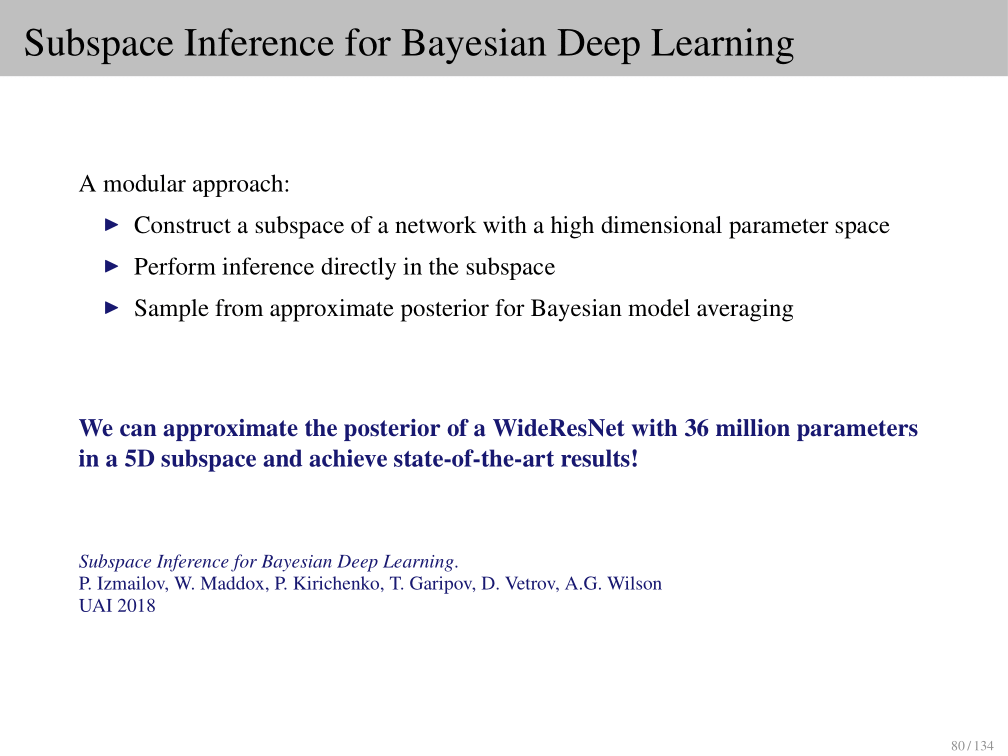 Subspace Inference for Bayesian Deep Learning
A modular approach:
▶ Construct a subspace of a network with a high dimensional parameter space
▶ Perform inference directly in the subspace
▶ Sample from approximate posterior for Bayesian model averaging
We can approximate the posterior of a WideResNet with 36 million parameters
in a 5D subspace and achieve state-of-the-art results!
Subspace Inference for Bayesian Deep Learning.
P. Izmailov, W. Maddox, P. Kirichenko, T. Garipov, D. Vetrov, A.G. Wilson
UAI 2018
80 / 134